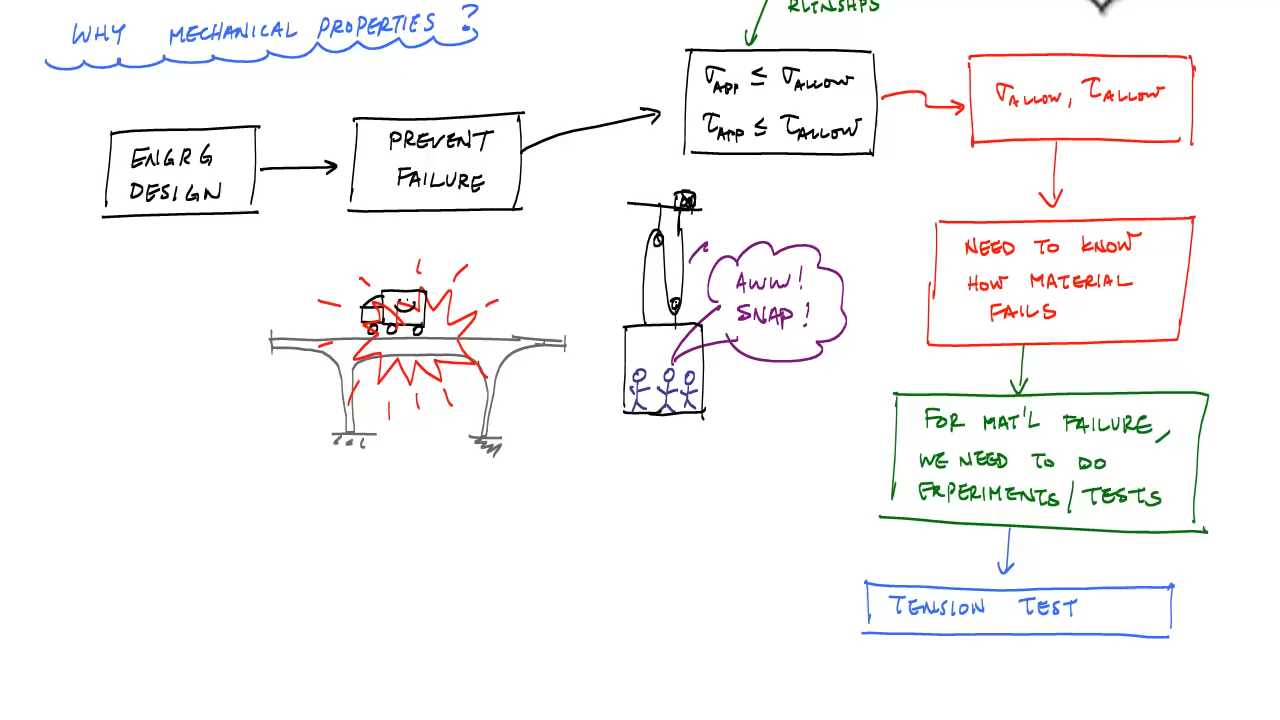 WHY MECHANICAL PROPERTIES?
RLTNSHPS
σAPP ≤ σALLOW
τAPP ≤ τALLOW
σALLOW, τALLOW
ENGRG
DESIGN
PREVENT
FAILURE
NEED TO KNOW
HOW MATERIAL
FAILS
AWW!
SNAP!
FOR MAT'L FAILURE,
WE NEED TO DO
EXPERIMENTS/TESTS
TENSION TEST